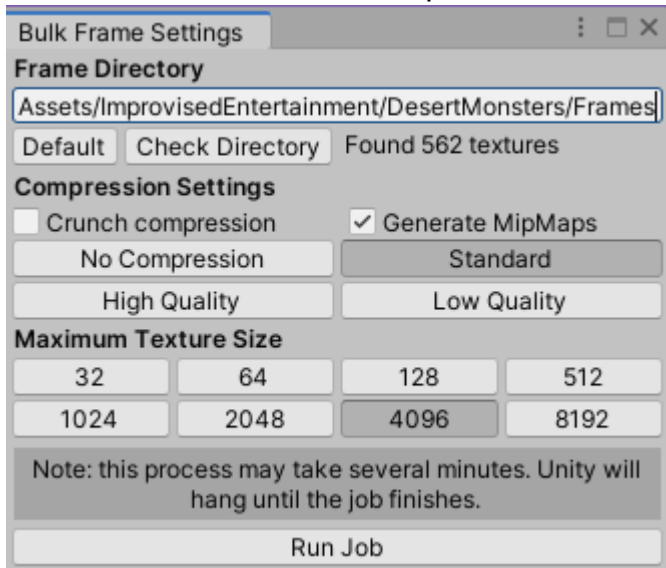 Bulk Frame Settings
Frame Directory
Assets/ImprovisedEntertainment/DesertMonsters/Frames
Default Check Directory Found 562 textures
Compression Settings
Crunch compression Generate MipMaps
No Compression Standard
High Quality Low Quality
Maximum Texture Size
32 64 128 512
1024 2048 4096 8192
Note: this process may take several minutes. Unity will
hang until the job finishes.
Run Job